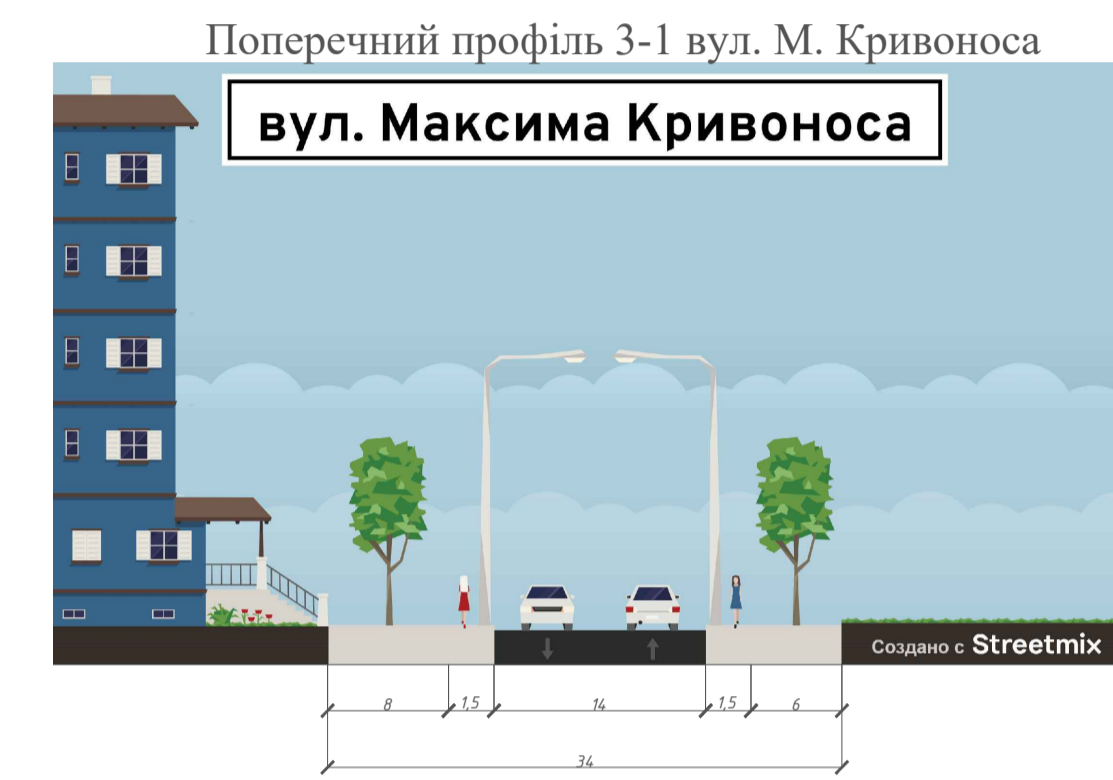 Поперечний профіль 3-1 вул. М. Кривоноса
вул. Максима Кривоноса
Создано с Streetmix
8 1,5 14 1,5 6
34